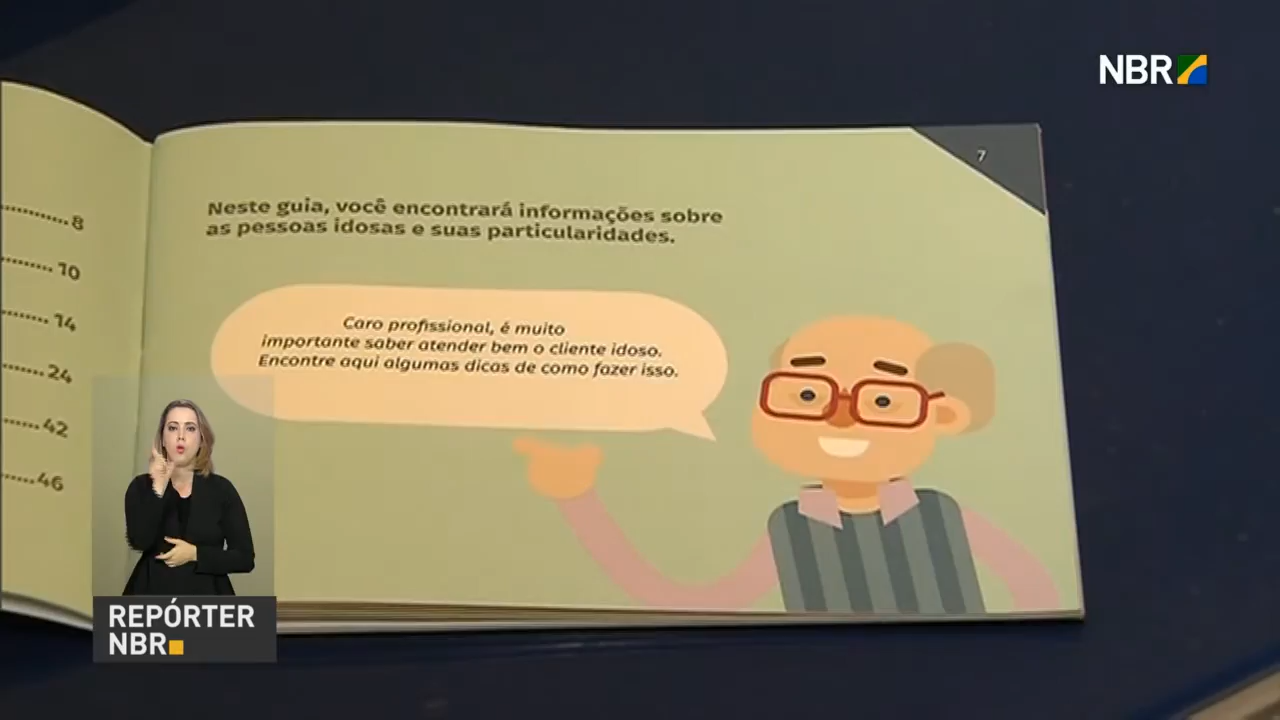 NBR
7
Neste guia, você encontrará informações sobre
as pessoas idosas e suas particularidades.
Caro profissional, é muito
importante saber atender bem o cliente idoso.
Encontre aqui algumas dicas de como fazer isso.
........8
........10
........14
........24
........42
........46
REPÓRTER
NBR